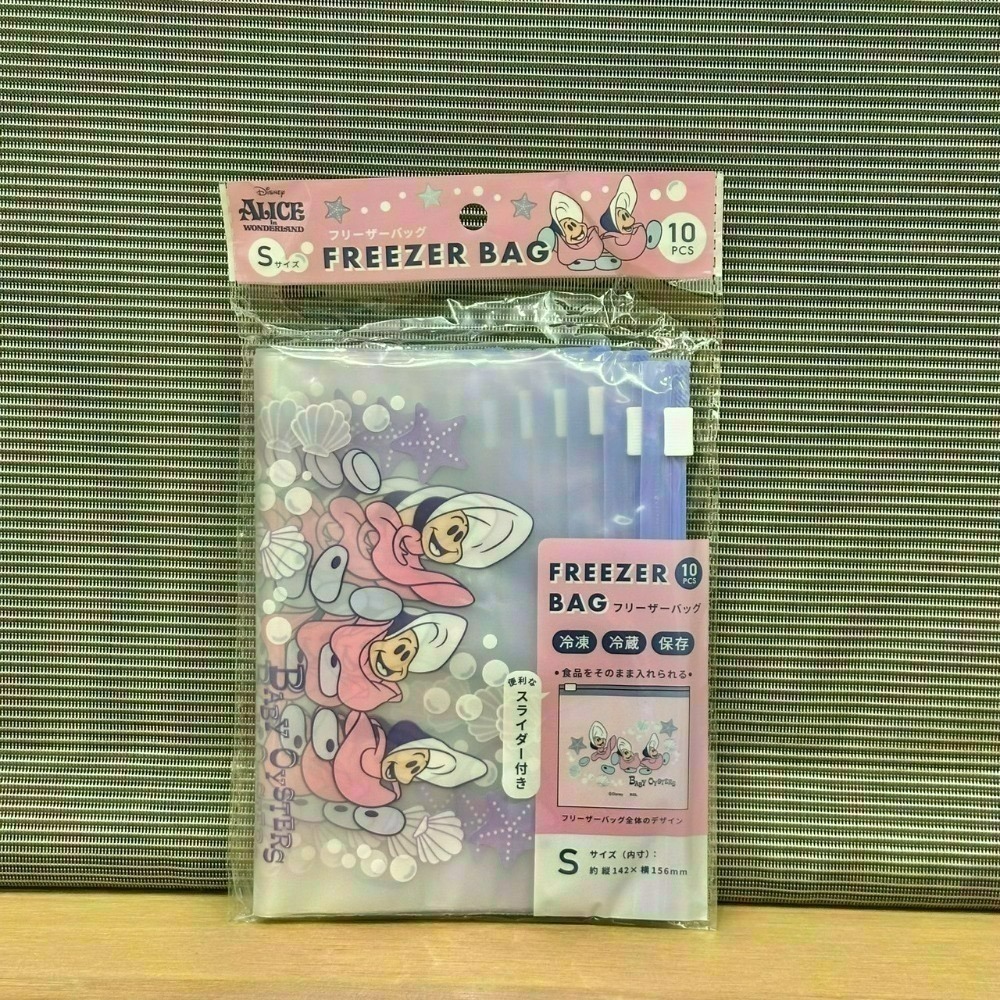 Disney
ALICE
in
WONDERLAND
Sサイズ
フリーザーバッグ
FREEZER BAG
10
PCS
FREEZER 10 PCS
BAG フリーザーバッグ
冷凍 冷蔵 保存
•食品をそのまま入れられる•
便利な
スライダー付き
BABY OYSTERS
BABY OYSTERS
©Disney
フリーザーバッグ全体のデザイン
S サイズ（内寸）：
約 縦142×横156mm